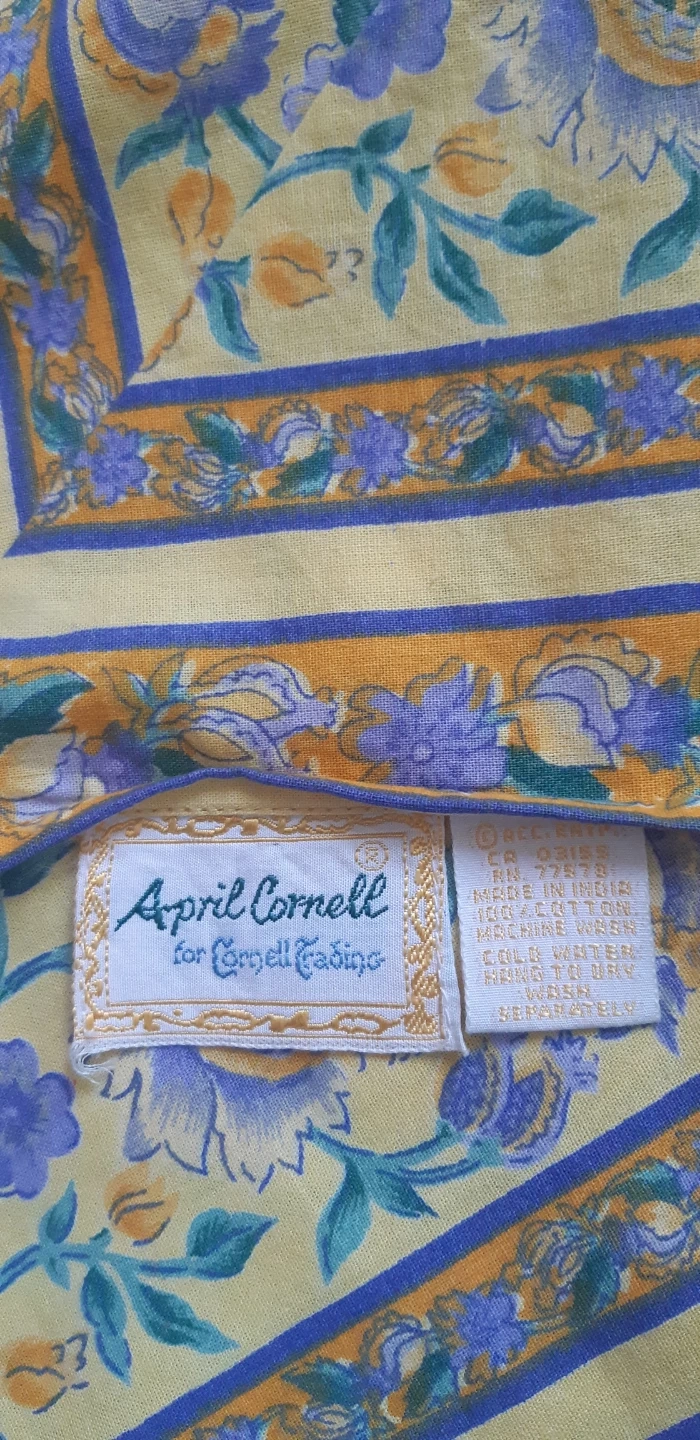 ®
April Cornell
for Cornell Trading
© ACC. ENTP.
CA 03155
RN. 77579
MADE IN INDIA
100% COTTON
MACHINE WASH
COLD WATER
HANG TO DRY
WASH
SEPARATELY